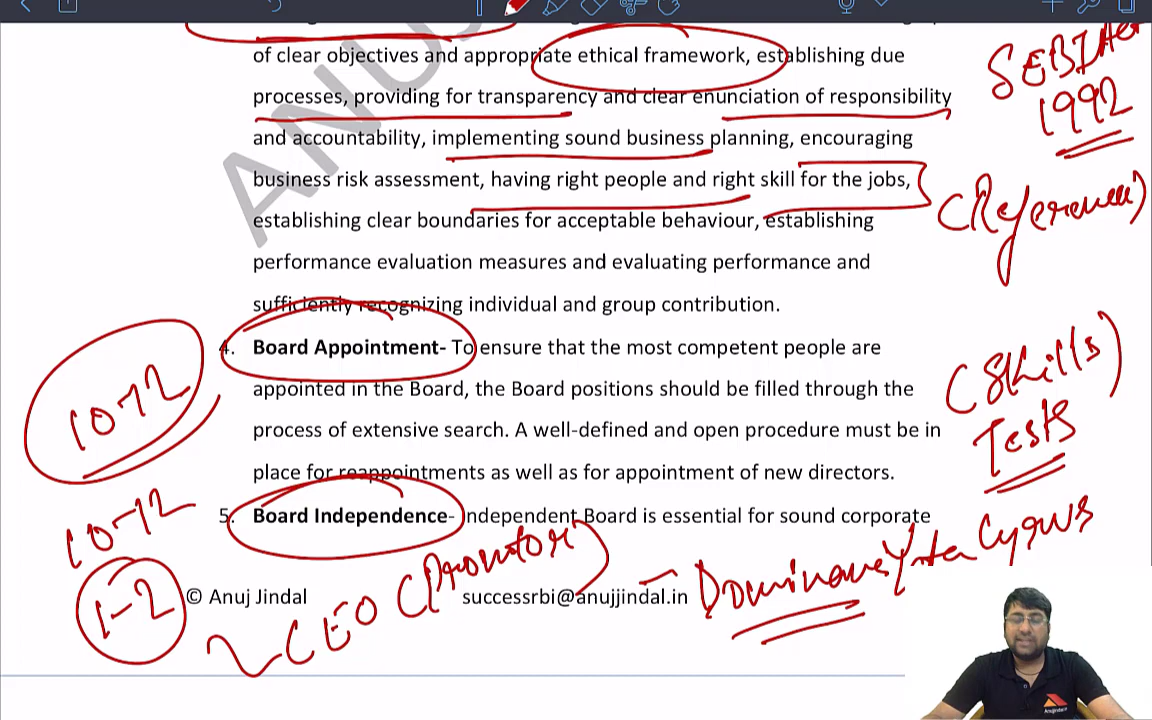 of clear objectives and appropriate ethical framework, establishing due
processes, providing for transparency and clear enunciation of responsibility
and accountability, implementing sound business planning, encouraging
business risk assessment, having right people and right skill for the jobs,
establishing clear boundaries for acceptable behaviour, establishing
performance evaluation measures and evaluating performance and
sufficiently recognizing individual and group contribution.
4. Board Appointment- To ensure that the most competent people are
appointed in the Board, the Board positions should be filled through the
process of extensive search. A well-defined and open procedure must be in
place for reappointments as well as for appointment of new directors.
5. Board Independence- Independent Board is essential for sound corporate
© Anuj Jindal
successrbi@anujjindal.in
ANUJ
SEBI Act
1992
(References)
(Skills)
Tests
10-12
10-12
1-2
CEO (Promotor)
Dominance
Cyrus
Anujjindal.in